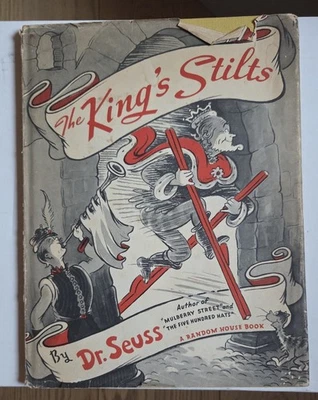 The King's Stilts
Author of
"MULBERRY STREET" and
"THE FIVE HUNDRED HATS"
By Dr. Seuss
A RANDOM HOUSE BOOK